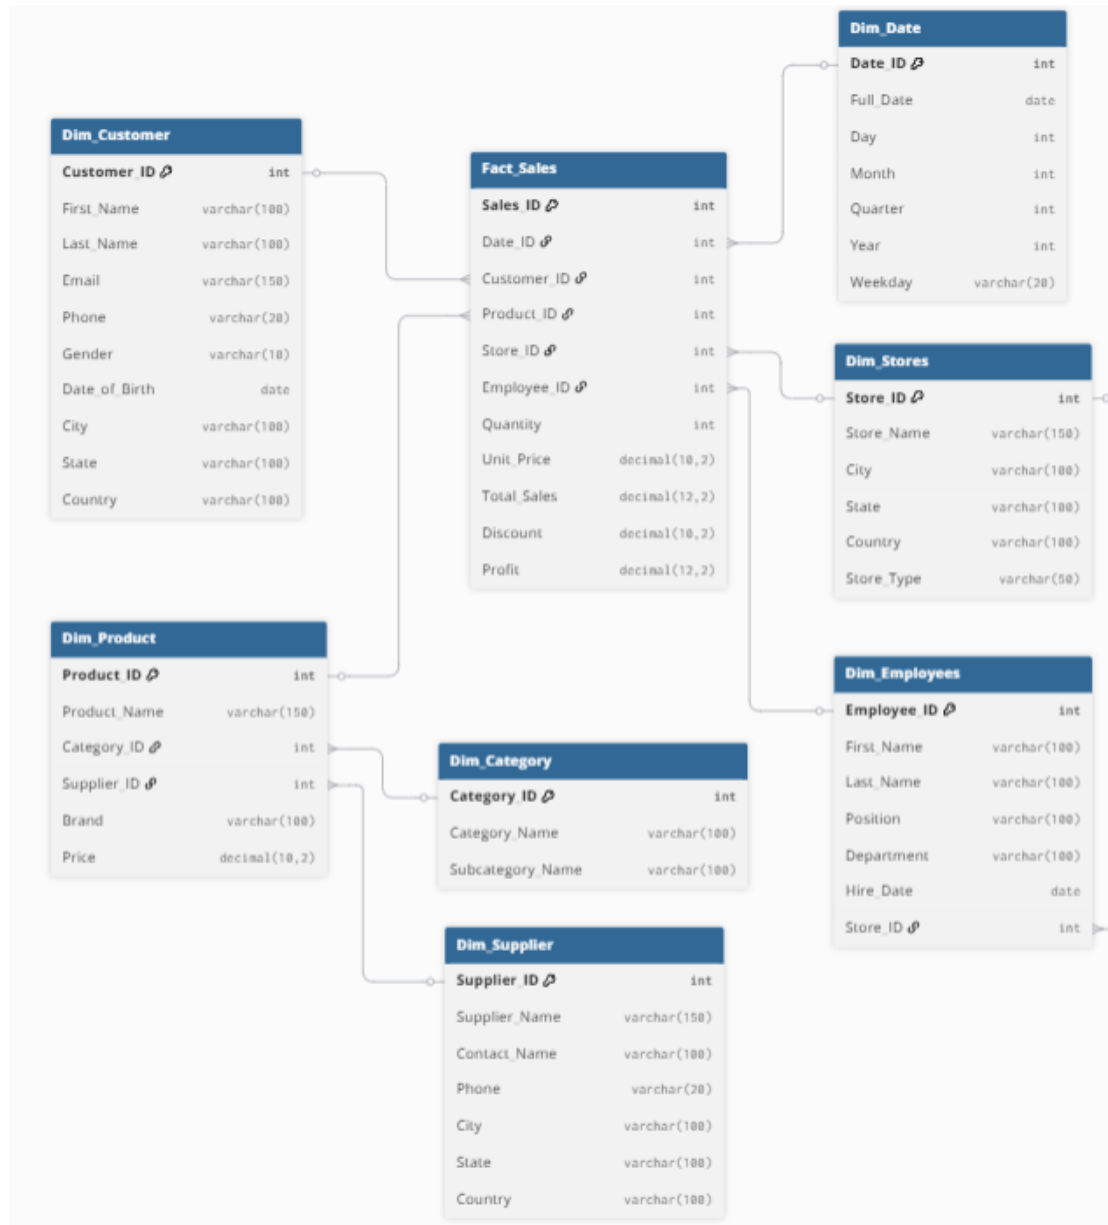 Dim_Date
Date_ID int
Full_Date date
Day int
Month int
Quarter int
Year int
Weekday varchar(20)
Dim_Customer
Customer_ID int
First_Name varchar(100)
Last_Name varchar(100)
Email varchar(150)
Phone varchar(20)
Gender varchar(10)
Date_of_Birth date
City varchar(100)
State varchar(100)
Country varchar(100)
Fact_Sales
Sales_ID int
Date_ID int
Customer_ID int
Product_ID int
Store_ID int
Employee_ID int
Quantity int
Unit_Price decimal(10,2)
Total_Sales decimal(12,2)
Discount decimal(10,2)
Profit decimal(12,2)
Dim_Stores
Store_ID int
Store_Name varchar(150)
City varchar(100)
State varchar(100)
Country varchar(100)
Store_Type varchar(50)
Dim_Product
Product_ID int
Product_Name varchar(150)
Category_ID int
Supplier_ID int
Brand varchar(100)
Price decimal(10,2)
Dim_Employees
Employee_ID int
First_Name varchar(100)
Last_Name varchar(100)
Position varchar(100)
Department varchar(100)
Hire_Date date
Store_ID int
Dim_Category
Category_ID int
Category_Name varchar(100)
Subcategory_Name varchar(100)
Dim_Supplier
Supplier_ID int
Supplier_Name varchar(150)
Contact_Name varchar(100)
Phone varchar(20)
City varchar(100)
State varchar(100)
Country varchar(100)